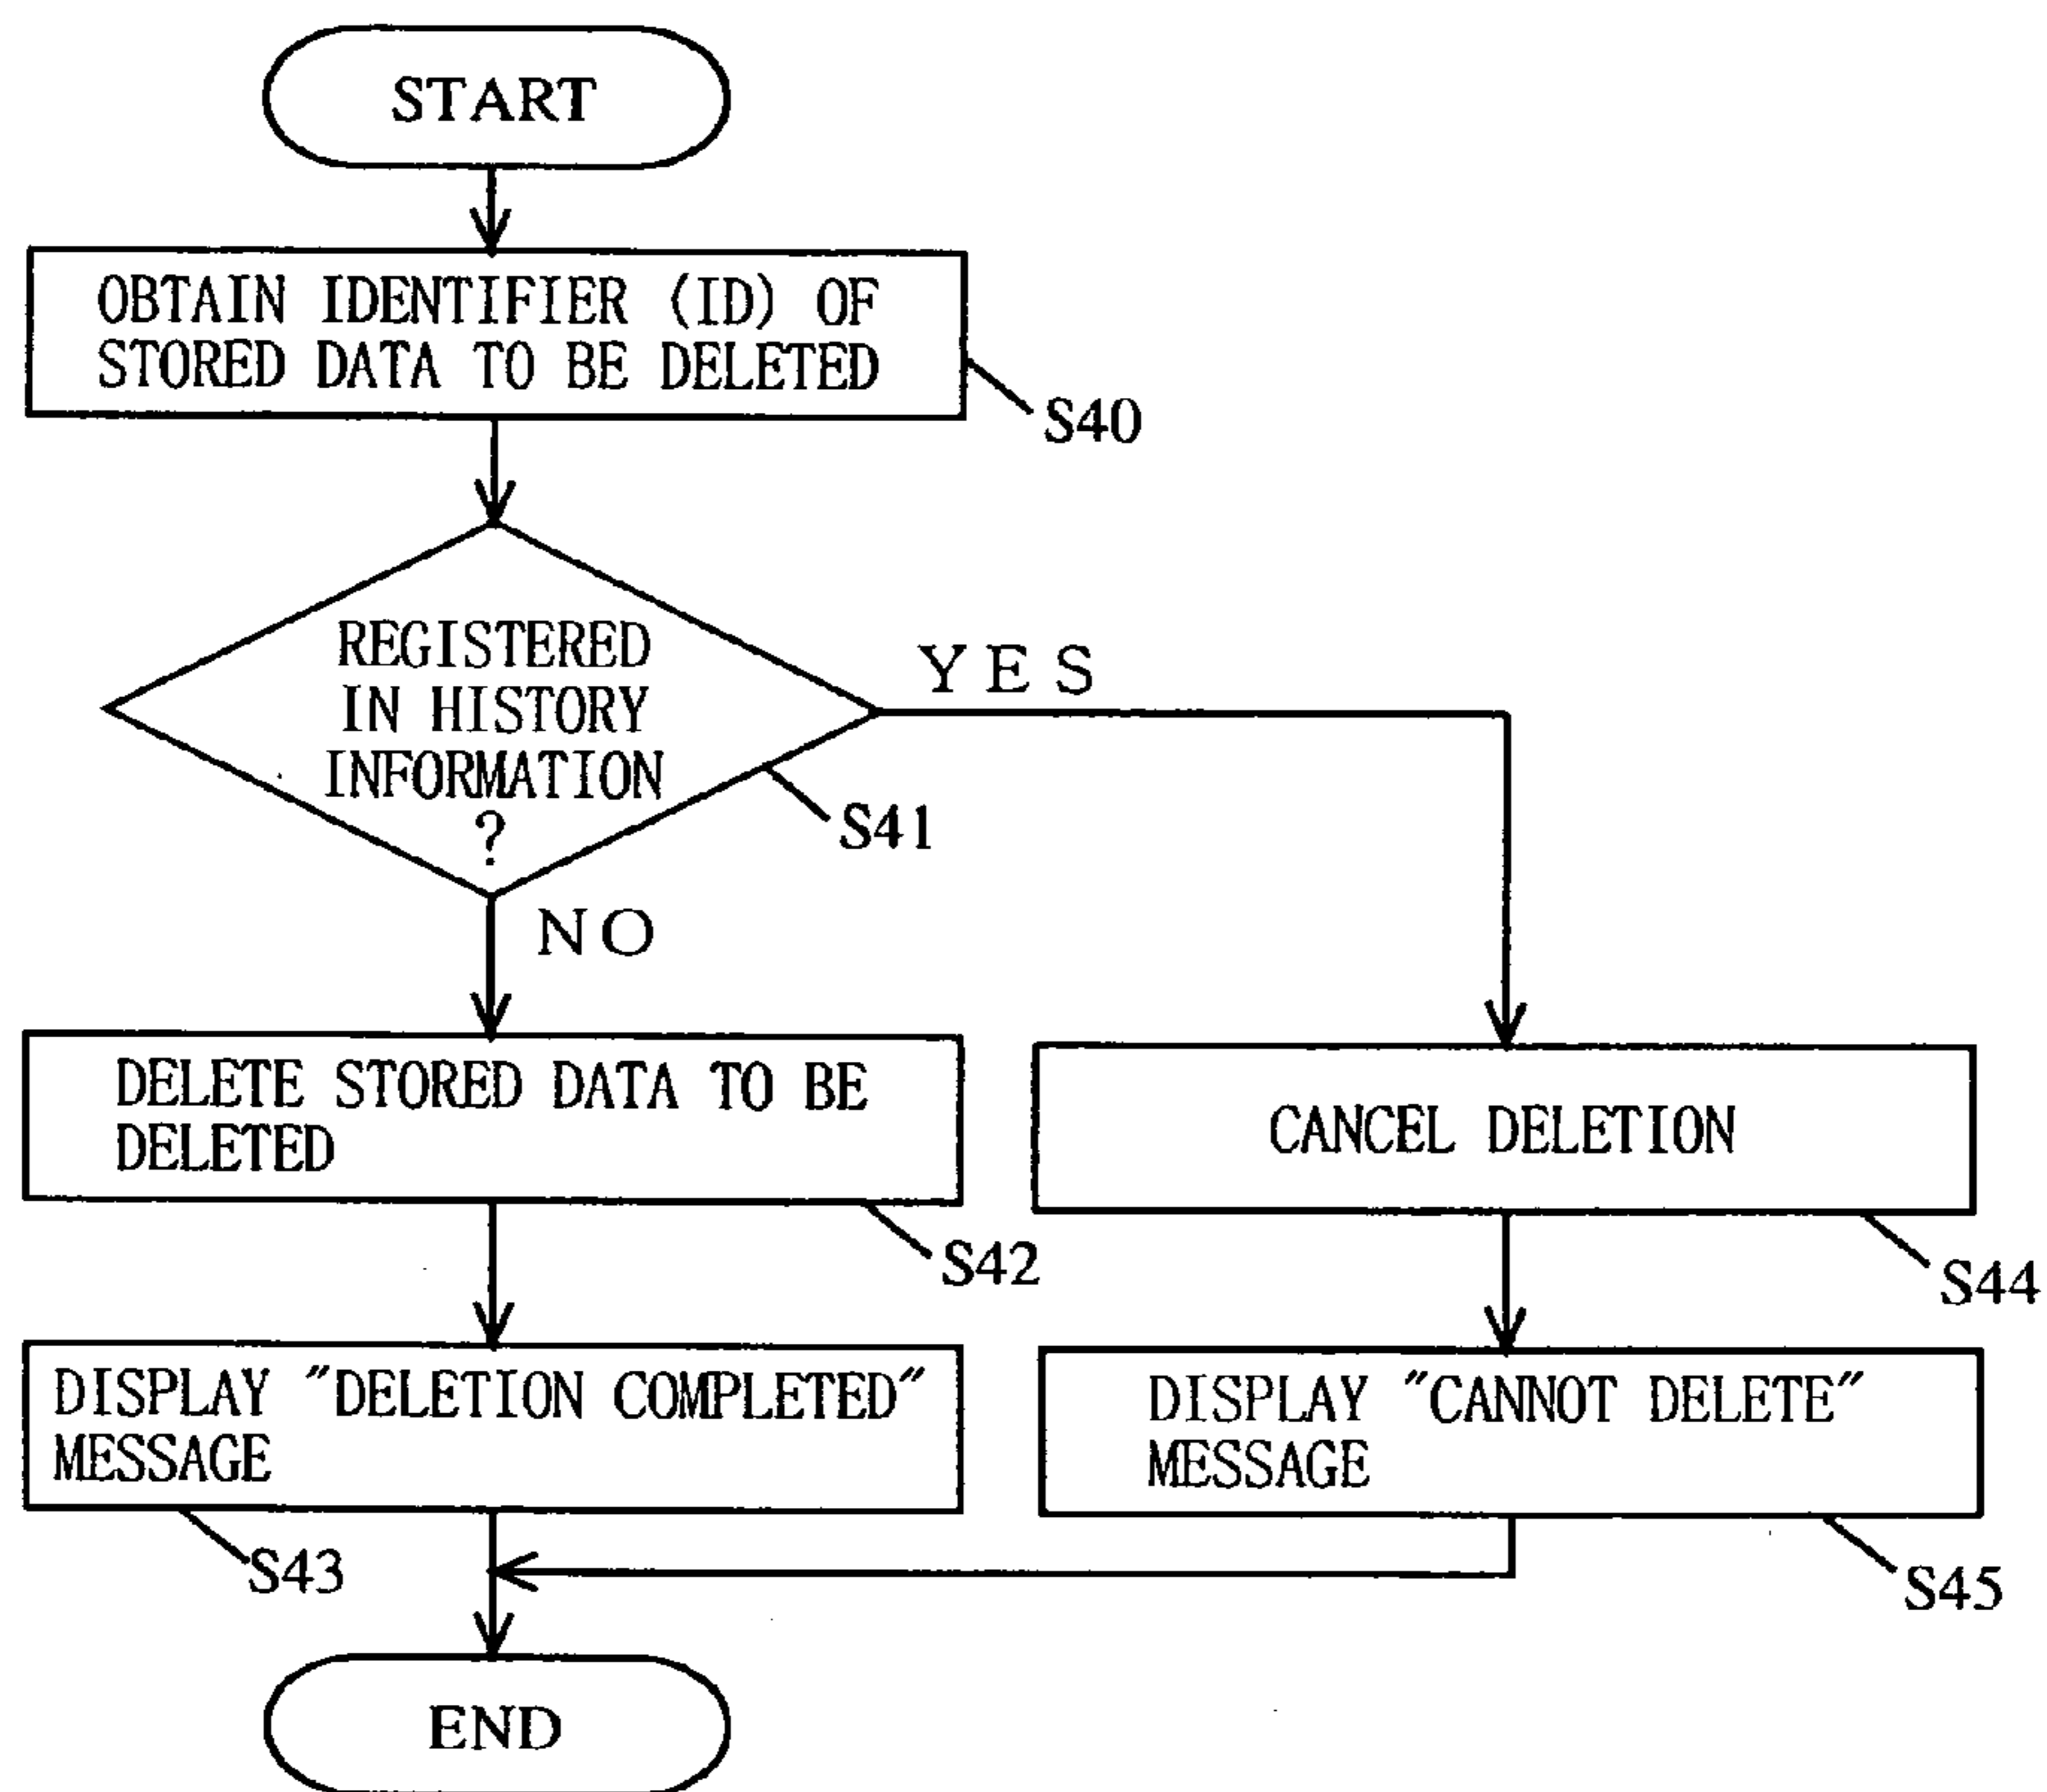 START
OBTAIN IDENTIFIER (ID) OF
STORED DATA TO BE DELETED
S40
REGISTERED
IN HISTORY
INFORMATION
?
YES
S41
NO
DELETE STORED DATA TO BE
DELETED
S42
CANCEL DELETION
S44
DISPLAY "DELETION COMPLETED"
MESSAGE
S43
DISPLAY "CANNOT DELETE"
MESSAGE
S45
END